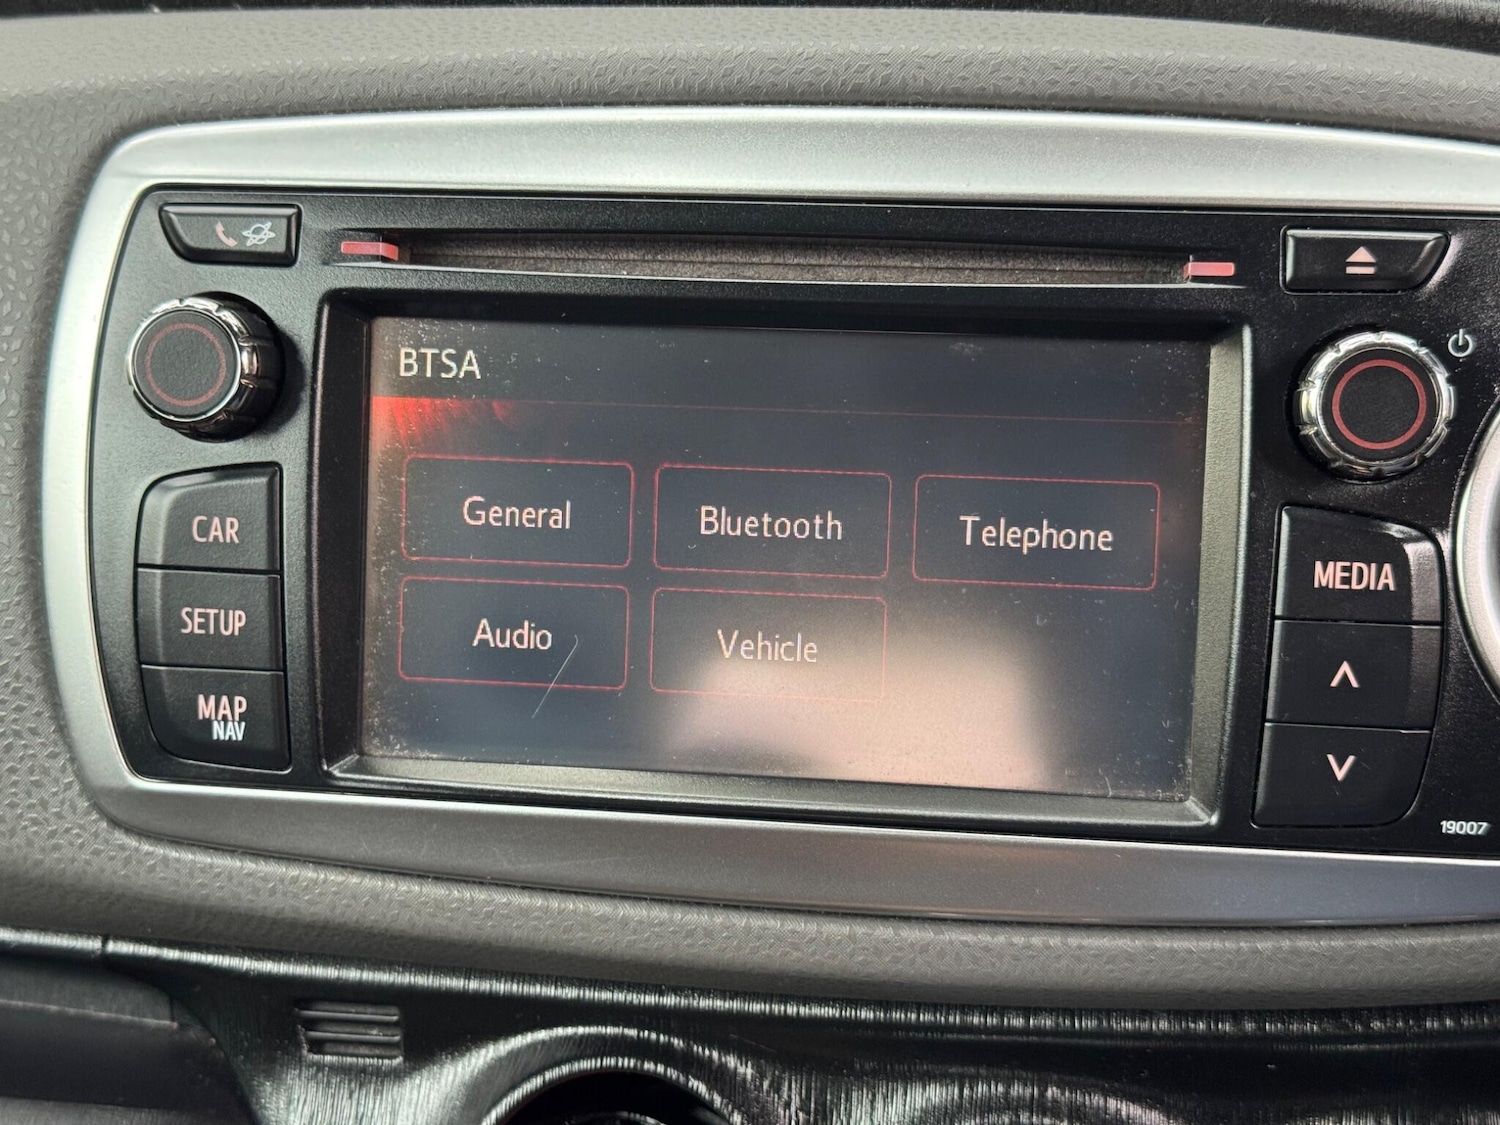 BTSA
General
Bluetooth
Telephone
Audio
Vehicle
CAR
SETUP
MAP
NAV
MEDIA
19007